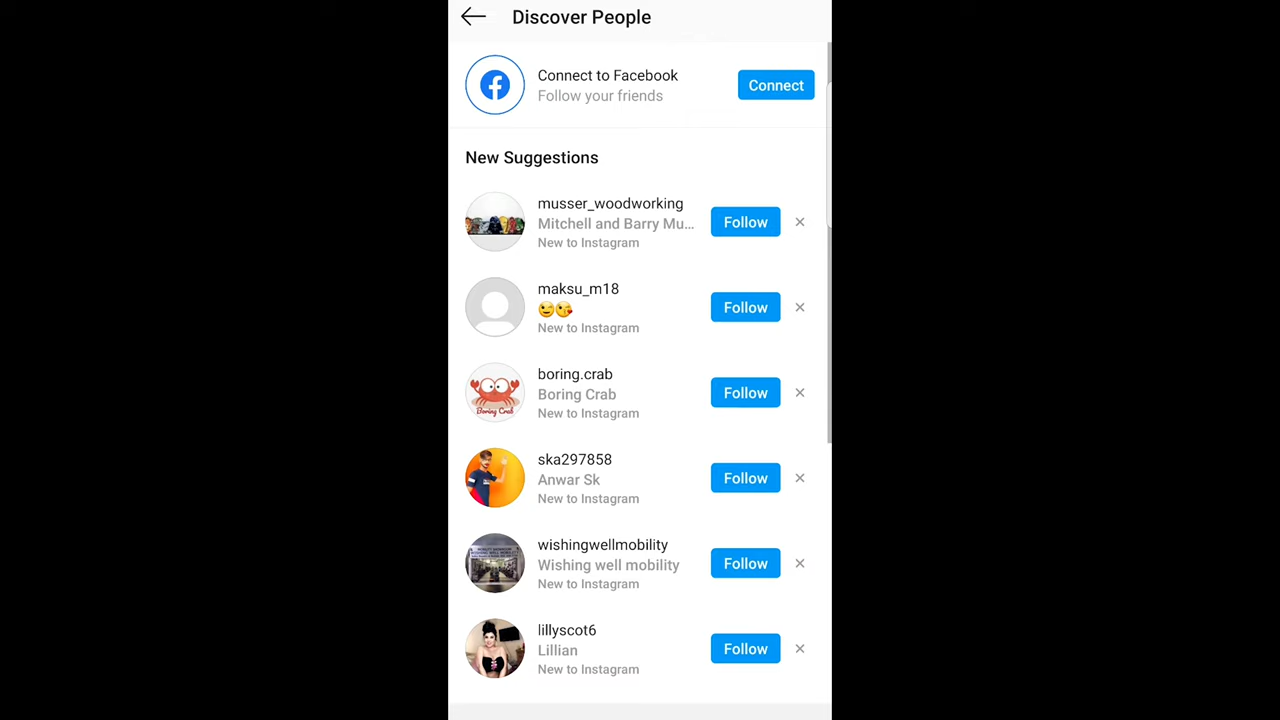 Discover People
Connect to Facebook
Follow your friends
Connect
New Suggestions
musser_woodworking
Mitchell and Barry Mu...
New to Instagram
Follow
maksu_m18
😉😘
New to Instagram
Follow
boring.crab
Boring Crab
New to Instagram
Follow
Boring Crab
ska297858
Anwar Sk
New to Instagram
Follow
wishingwellmobility
Wishing well mobility
New to Instagram
Follow
lillyscot6
Lillian
New to Instagram
Follow